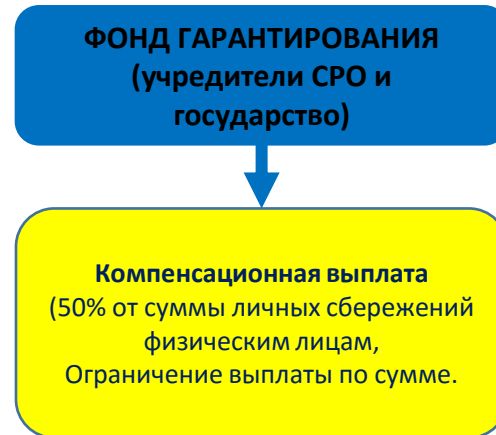 ФОНД ГАРАНТИРОВАНИЯ
(учредители СРО и
государство)
Компенсационная выплата
(50% от суммы личных сбережений
физическим лицам,
Ограничение выплаты по сумме.